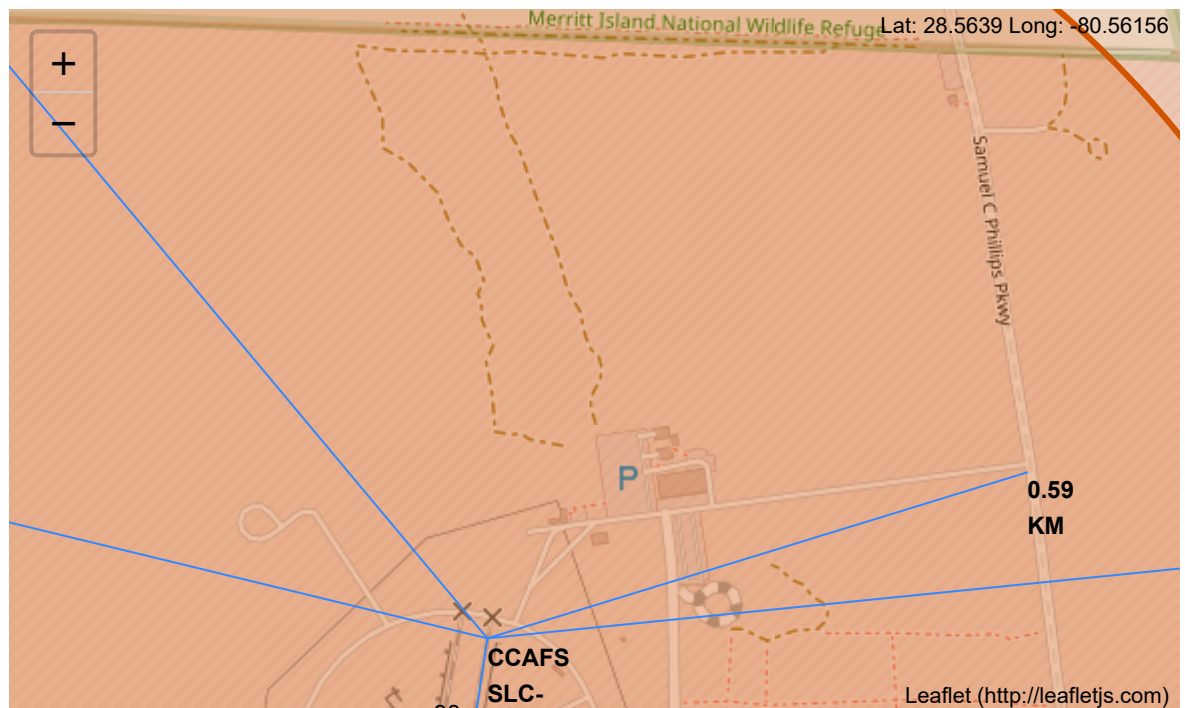 Merritt Island National Wildlife Refuge
Lat: 28.5639 Long: -80.56156
+
−
Samuel C Phillips Pkwy
P
0.59
KM
CCAFS
SLC-
Leaflet (http://leafletjs.com)